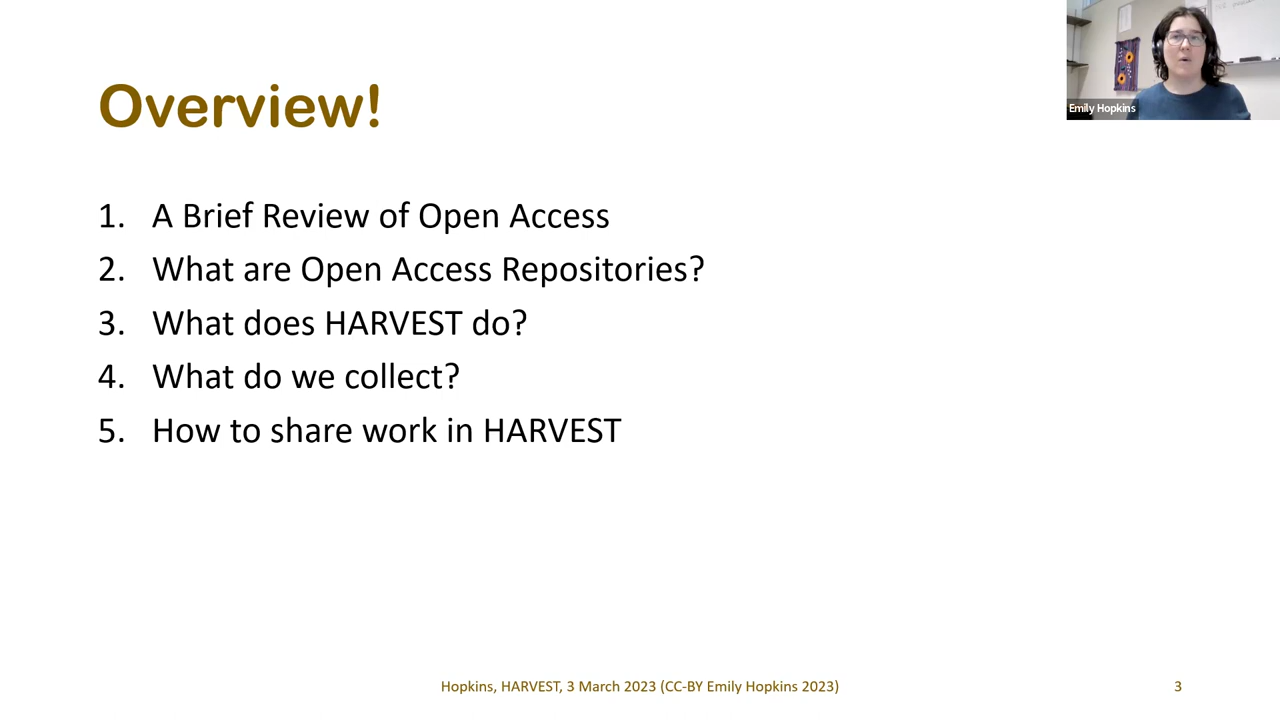 Overview!
Emily Hopkins
1. A Brief Review of Open Access
2. What are Open Access Repositories?
3. What does HARVEST do?
4. What do we collect?
5. How to share work in HARVEST
Hopkins, HARVEST, 3 March 2023 (CC-BY Emily Hopkins 2023)
3